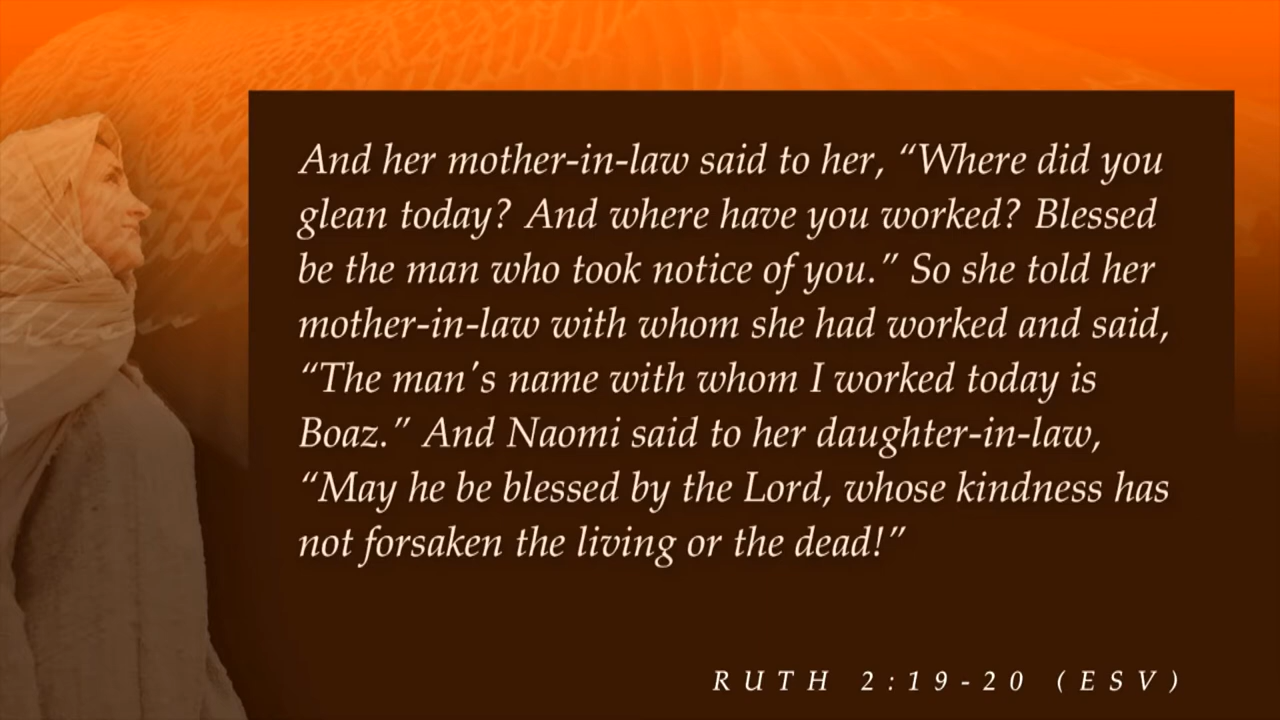 And her mother-in-law said to her, “Where did you
glean today? And where have you worked? Blessed
be the man who took notice of you.” So she told her
mother-in-law with whom she had worked and said,
“The man's name with whom I worked today is
Boaz.” And Naomi said to her daughter-in-law,
“May he be blessed by the Lord, whose kindness has
not forsaken the living or the dead!”
RUTH 2:19-20 (ESV)